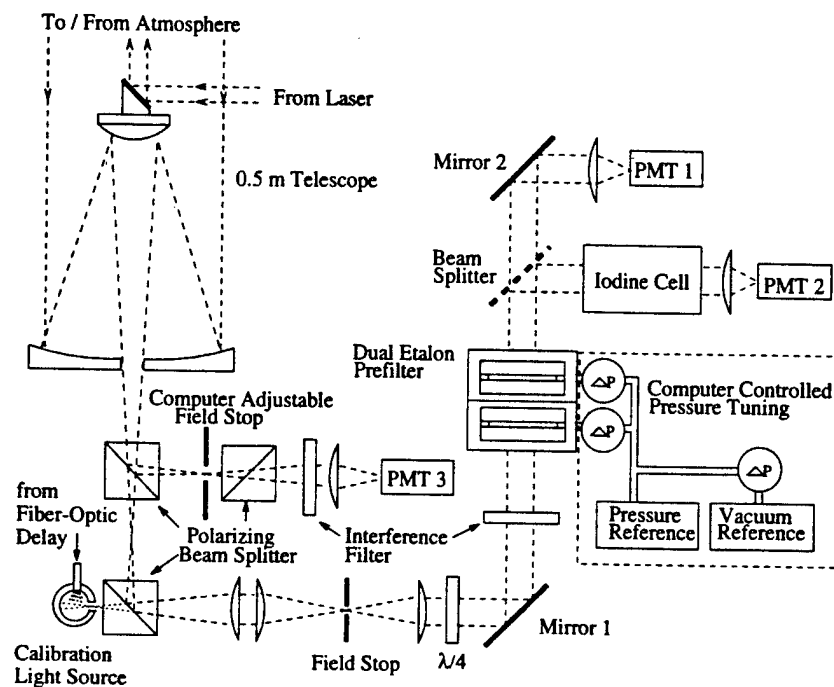 To / From Atmosphere
From Laser
0.5 m Telescope
Mirror 2
PMT 1
Beam
Splitter
Iodine Cell
PMT 2
Dual Etalon
Prefilter
ΔP
ΔP
Computer Controlled
Pressure Tuning
ΔP
Pressure
Reference
Vacuum
Reference
Computer Adjustable
Field Stop
PMT 3
from
Fiber-Optic
Delay
Polarizing
Beam Splitter
Interference
Filter
Calibration
Light Source
Field Stop
λ/4
Mirror 1